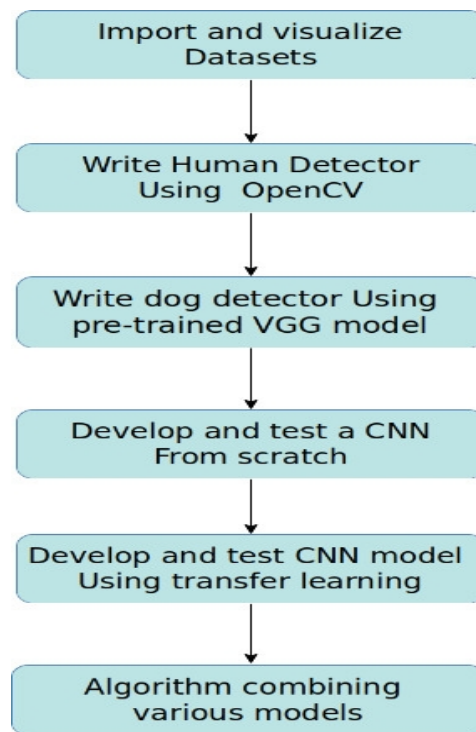 Import and visualize
Datasets
Write Human Detector
Using OpenCV
Write dog detector Using
pre-trained VGG model
Develop and test a CNN
From scratch
Develop and test CNN model
Using transfer learning
Algorithm combining
various models